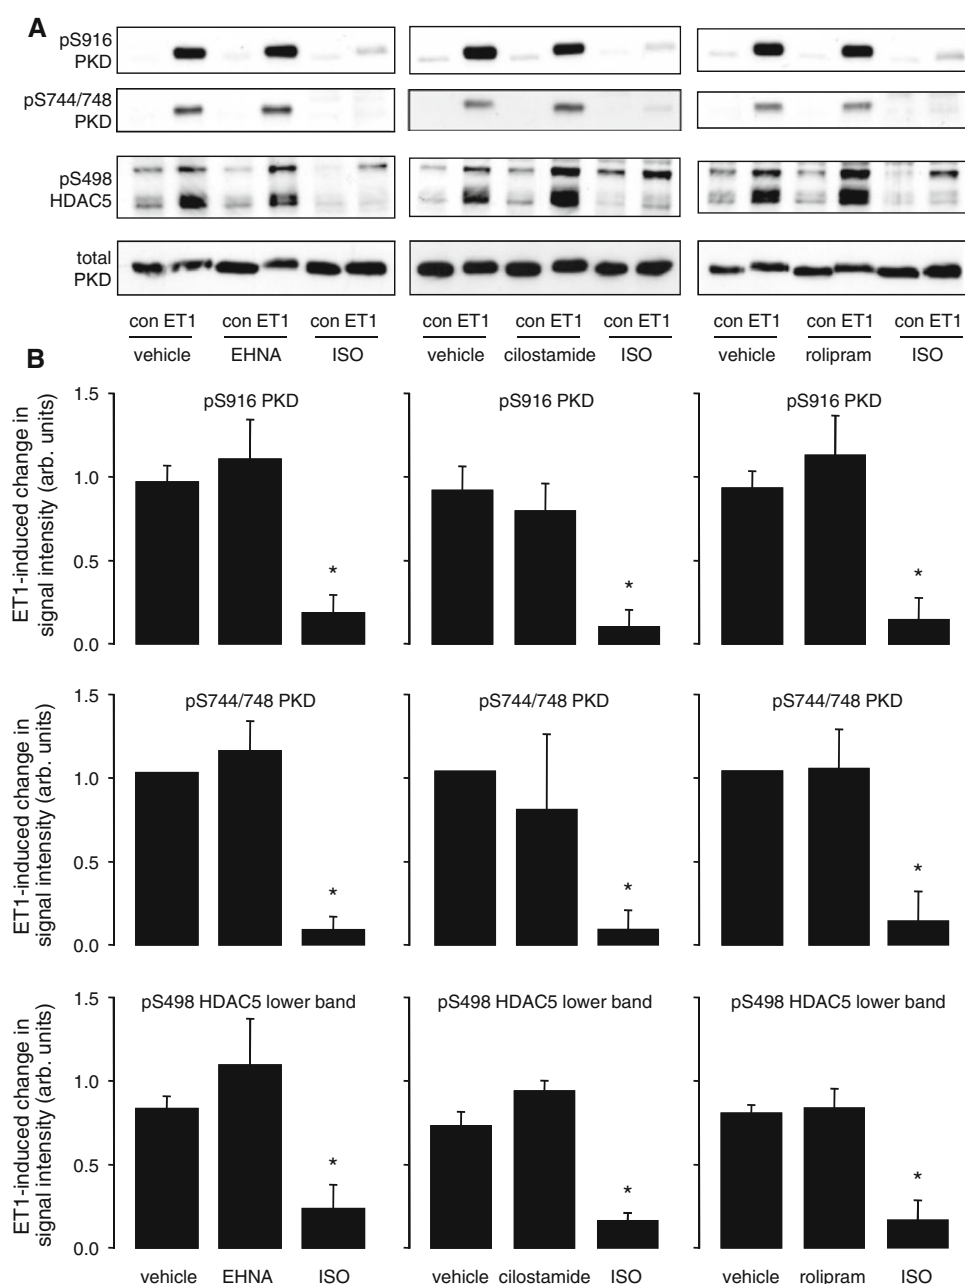 A
pS916
PKD
pS744/748
PKD
pS498
HDAC5
total
PKD
con ET1 con ET1 con ET1 con ET1 con ET1 con ET1 con ET1 con ET1 con ET1
vehicle EHNA ISO vehicle cilostamide ISO vehicle rolipram ISO
B
ET1-induced change in
signal intensity (arb. units)
1.5
1.0
0.5
0.0
pS916 PKD
*
pS916 PKD
*
pS916 PKD
*
ET1-induced change in
signal intensity (arb. units)
1.5
1.0
0.5
0.0
pS744/748 PKD
*
pS744/748 PKD
*
pS744/748 PKD
*
ET1-induced change in
signal intensity (arb. units)
1.5
1.0
0.5
0.0
pS498 HDAC5 lower band
*
pS498 HDAC5 lower band
*
pS498 HDAC5 lower band
*
vehicle EHNA ISO vehicle cilostamide ISO vehicle rolipram ISO